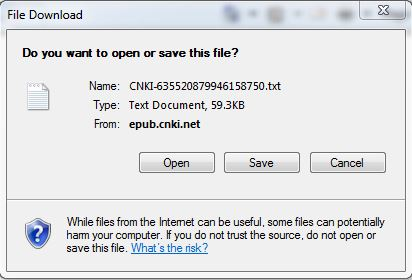 File Download
Do you want to open or save this file?
Name: CNKI-635520879946158750.txt
Type: Text Document, 59.3KB
From: epub.cnki.net
Open Save Cancel
While files from the Internet can be useful, some files can potentially
harm your computer. If you do not trust the source, do not open or
save this file. What's the risk?